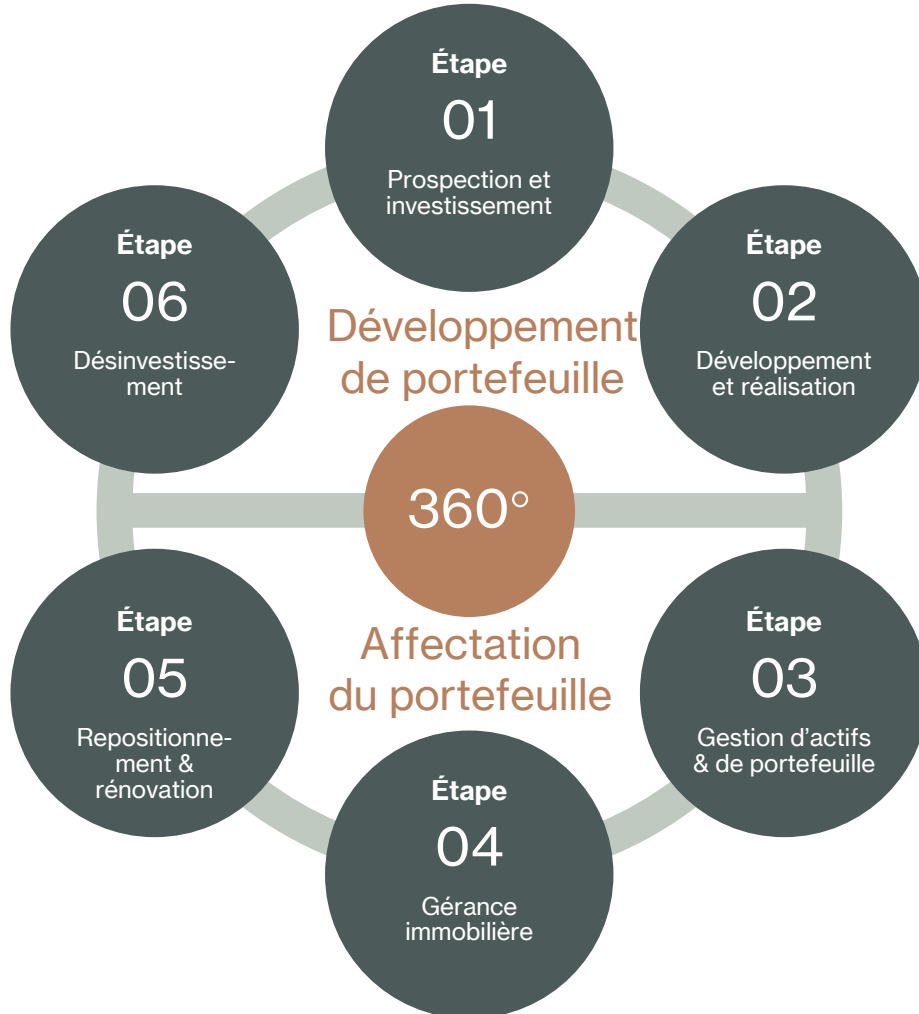 Étape
01
Prospection et
investissement
Étape
02
Développement
et réalisation
Étape
03
Gestion d’actifs
& de portefeuille
Étape
04
Gérance
immobilière
Étape
05
Repositionne-
ment &
rénovation
Étape
06
Désinvestisse-
ment
Développement
de portefeuille
360°
Affectation
du portefeuille